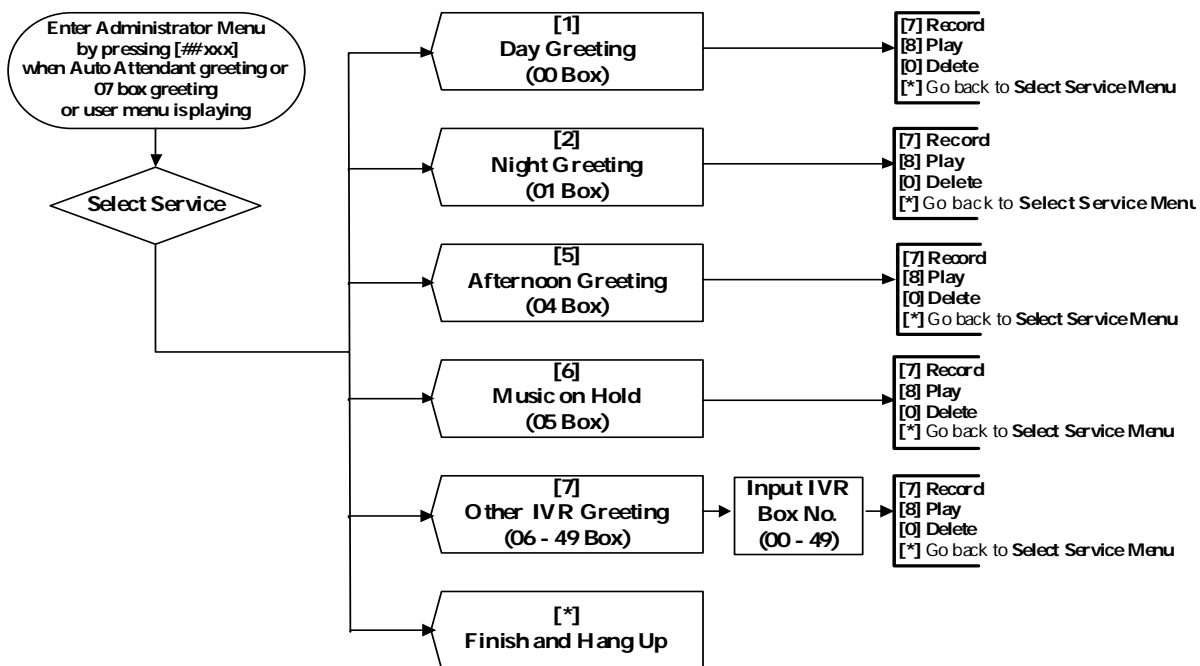 Enter Administrator Menu
by pressing [##xxx]
when Auto Attendant greeting or
07 box greeting
or user menu is playing
Select Service
[1]
Day Greeting
(00 Box)
[7] Record
[8] Play
[0] Delete
[*] Go back to Select Service Menu
[2]
Night Greeting
(01 Box)
[7] Record
[8] Play
[0] Delete
[*] Go back to Select Service Menu
[5]
Afternoon Greeting
(04 Box)
[7] Record
[8] Play
[0] Delete
[*] Go back to Select Service Menu
[6]
Music on Hold
(05 Box)
[7] Record
[8] Play
[0] Delete
[*] Go back to Select Service Menu
[7]
Other IVR Greeting
(06 - 49 Box)
Input IVR
Box No.
(00 - 49)
[7] Record
[8] Play
[0] Delete
[*] Go back to Select Service Menu
[*]
Finish and Hang Up